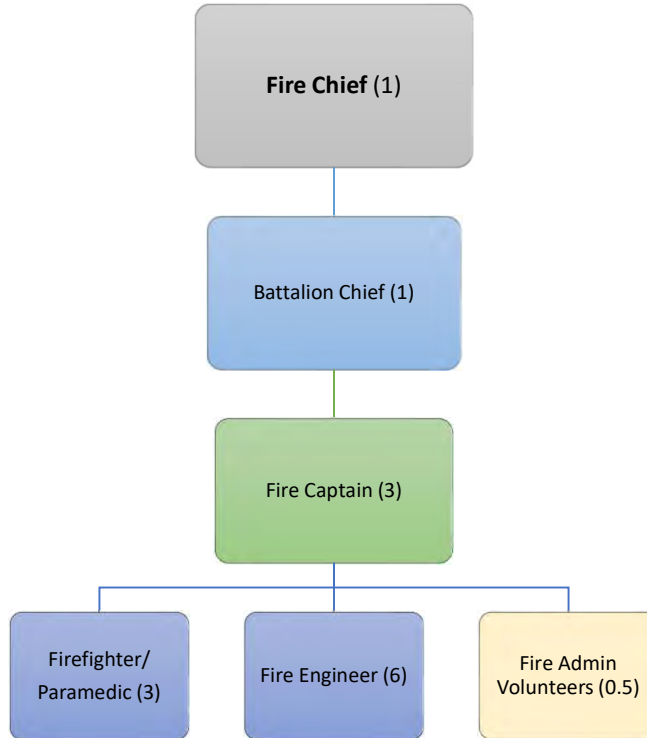 Fire Chief (1)
Battalion Chief (1)
Fire Captain (3)
Firefighter/
Paramedic (3)
Fire Engineer (6)
Fire Admin
Volunteers (0.5)